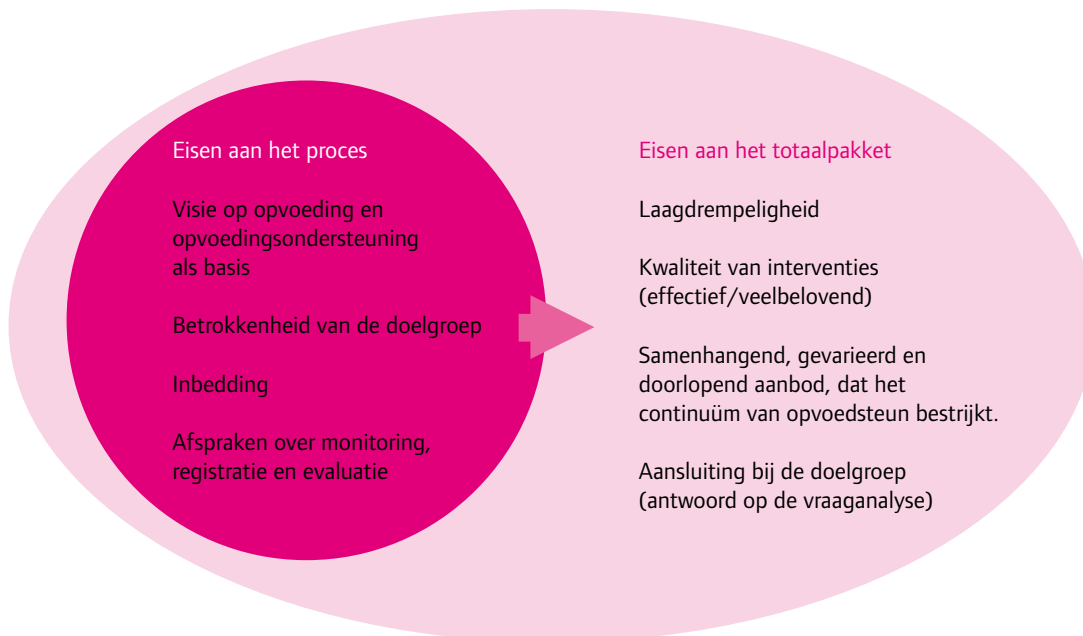 Eisen aan het proces
Visie op opvoeding en
opvoedingsondersteuning
als basis
Betrokkenheid van de doelgroep
Inbedding
Afspraken over monitoring,
registratie en evaluatie
Eisen aan het totaalpakket
Laagdrempeligheid
Kwaliteit van interventies
(effectief/veelbelovend)
Samenhangend, gevarieerd en
doorlopend aanbod, dat het
continuüm van opvoedsteun bestrijkt.
Aansluiting bij de doelgroep
(antwoord op de vraaganalyse)